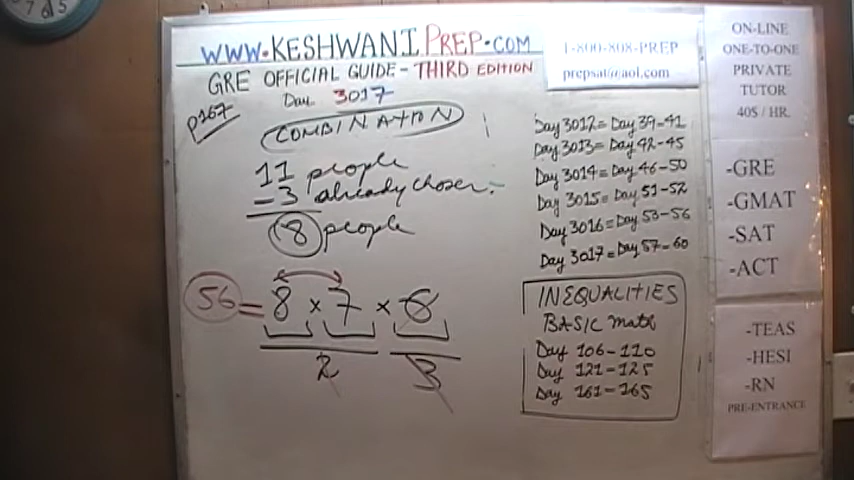 7 6 5
WWW.KESHWANIPREP.COM
GRE OFFICIAL GUIDE - THIRD EDITION
Day 3017
p167
COMBINATION
11 people
-3 already chosen
8 people
56 = 8 x 7 x 6
2 3
1-800-808-PREP
prepsat@aol.com
Day 3012 = Day 39-41
Day 3013 = Day 42-45
Day 3014 = Day 46-50
Day 3015 = Day 51-52
Day 3016 = Day 53-56
Day 3017 = Day 57-60
INEQUALITIES
BASIC math
Day 106-110
Day 121-125
Day 161-165
ON-LINE
ONE-TO-ONE
PRIVATE
TUTOR
40$ / HR.
-GRE
-GMAT
-SAT
-ACT
-TEAS
-HESI
-RN
PRE-ENTRANCE